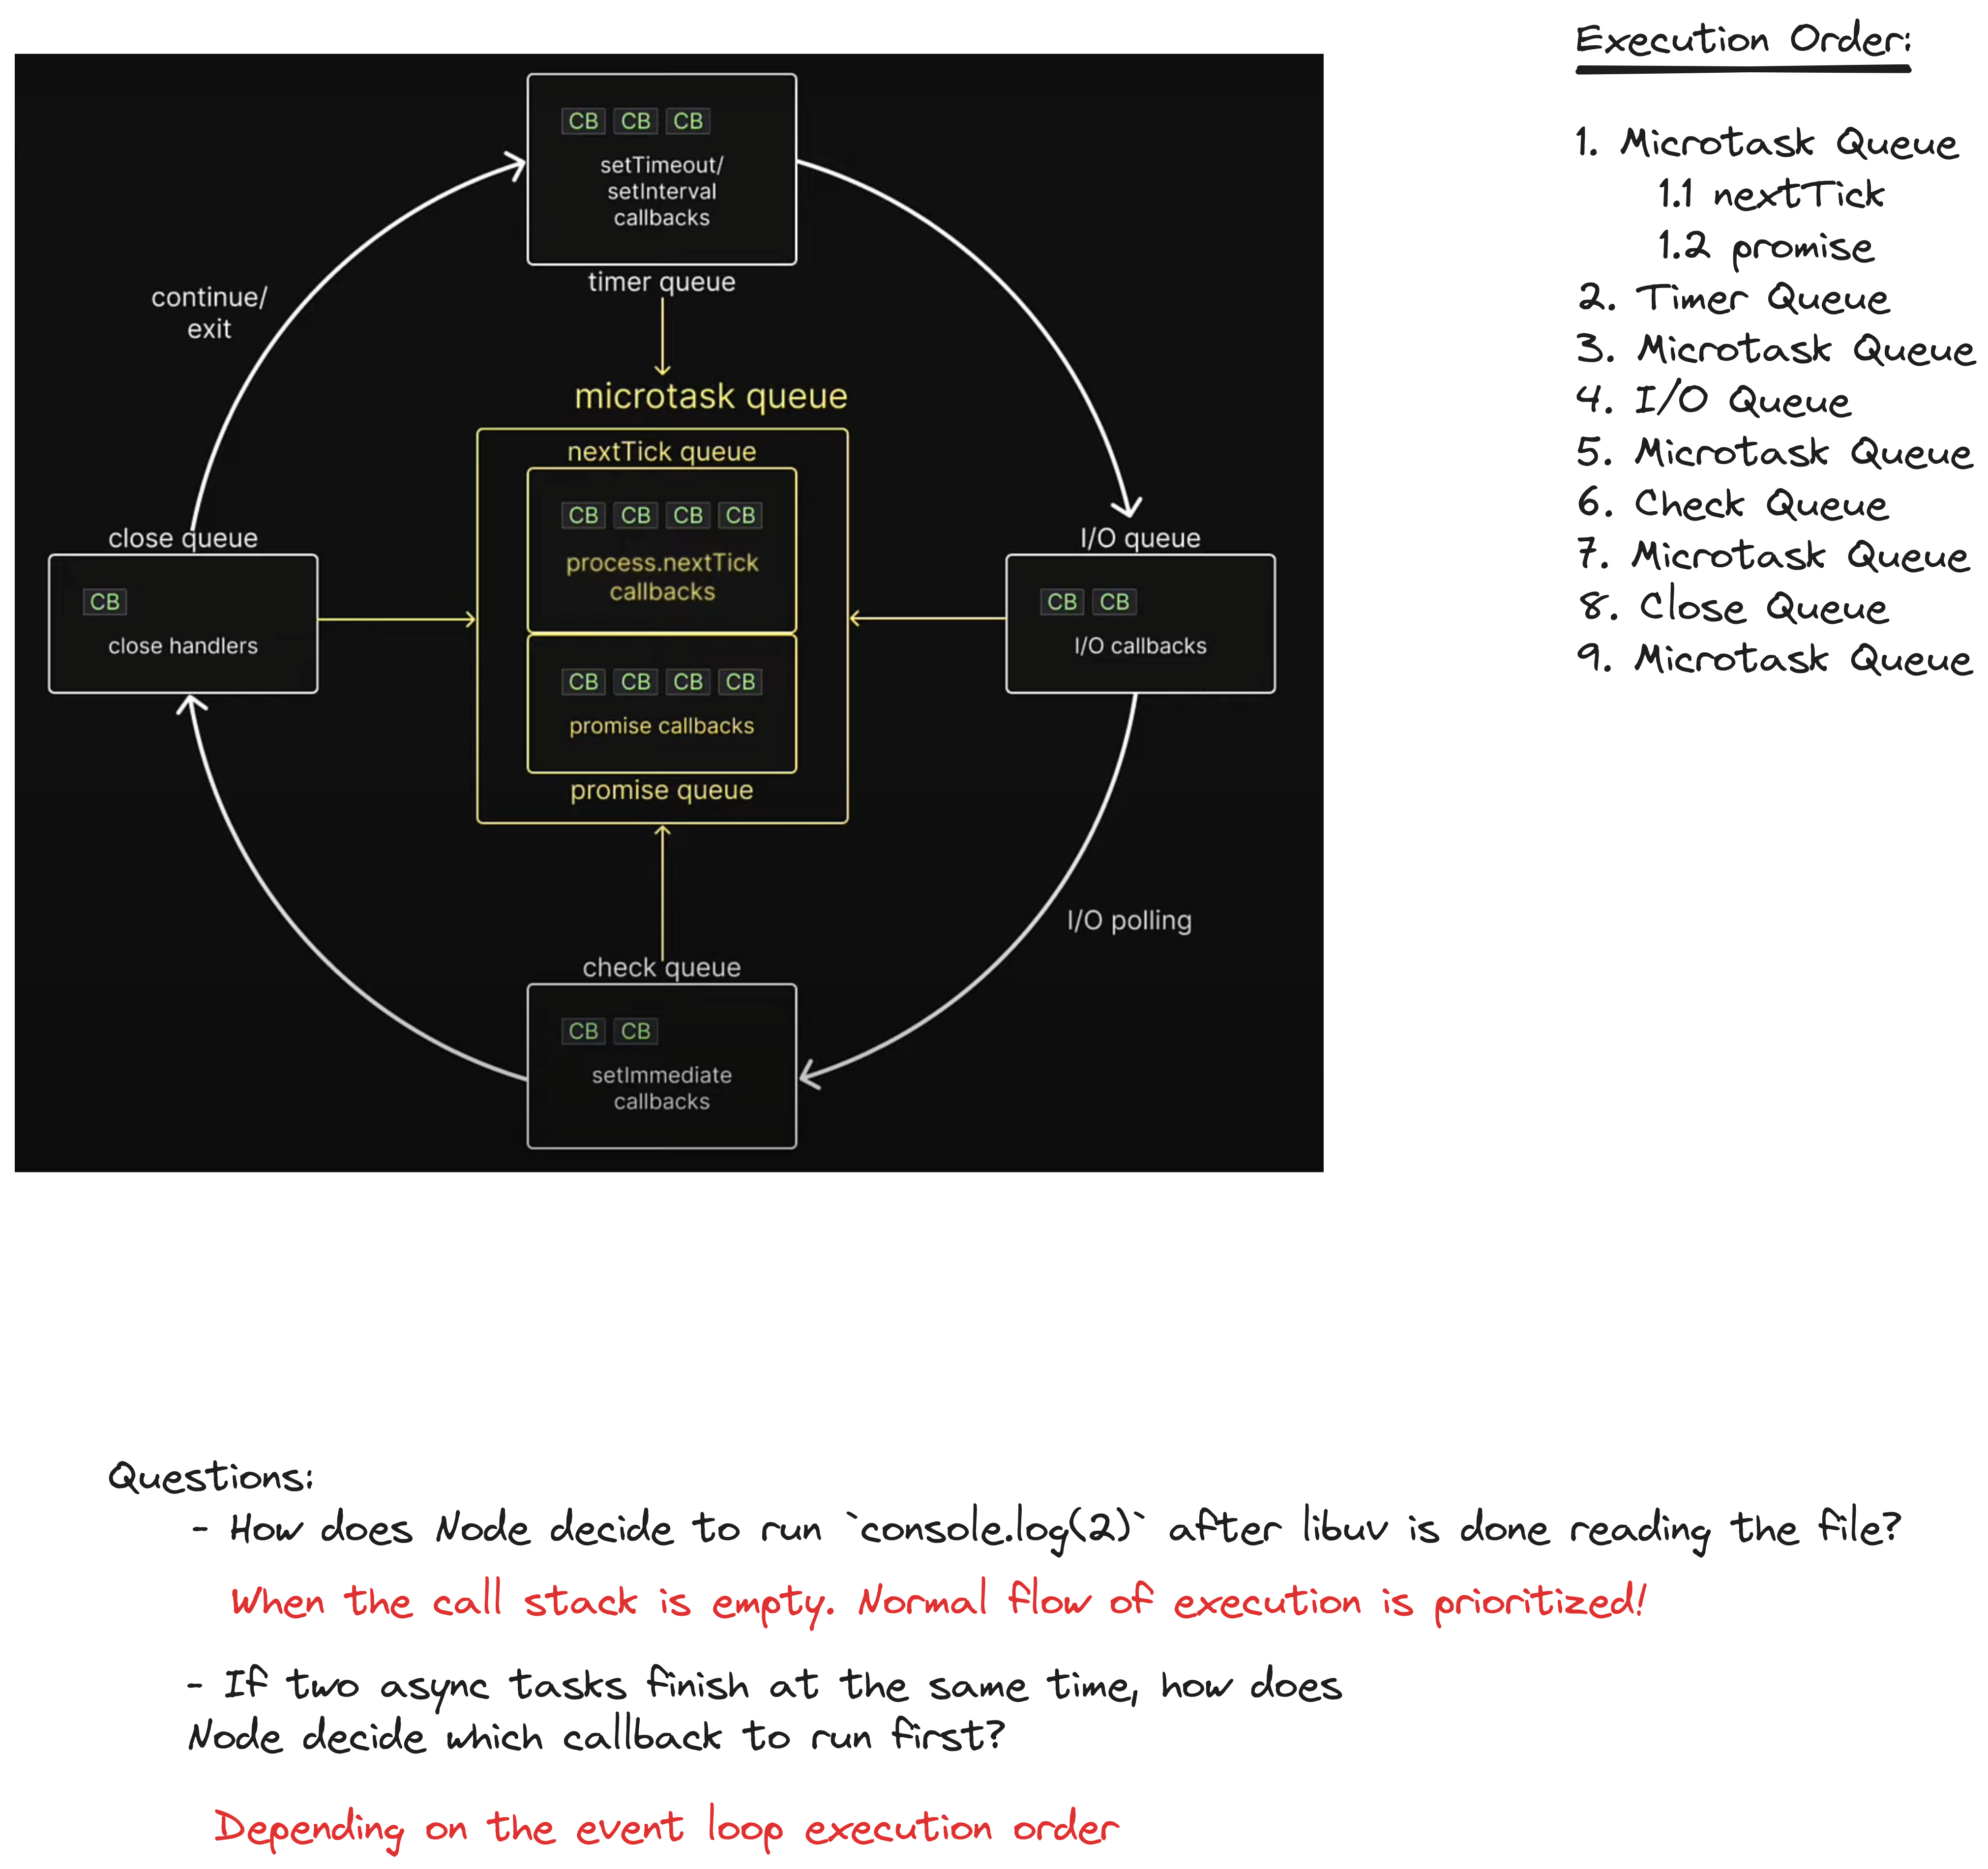 CB CB CB
setTimeout/
setInterval
callbacks
timer queue
continue/
exit
microtask queue
nextTick queue
CB CB CB CB
process.nextTick
callbacks
CB CB CB CB
promise callbacks
promise queue
close queue
CB
close handlers
I/O queue
CB CB
I/O callbacks
I/O polling
check queue
CB CB
setImmediate
callbacks
Execution Order:
1. Microtask Queue
1.1 nextTick
1.2 promise
2. Timer Queue
3. Microtask Queue
4. I/O Queue
5. Microtask Queue
6. Check Queue
7. Microtask Queue
8. Close Queue
9. Microtask Queue
Questions:
- How does Node decide to run `console.log(2)` after libuv is done reading the file?
When the call stack is empty. Normal flow of execution is prioritized!
- If two async tasks finish at the same time, how does
Node decide which callback to run first?
Depending on the event loop execution order